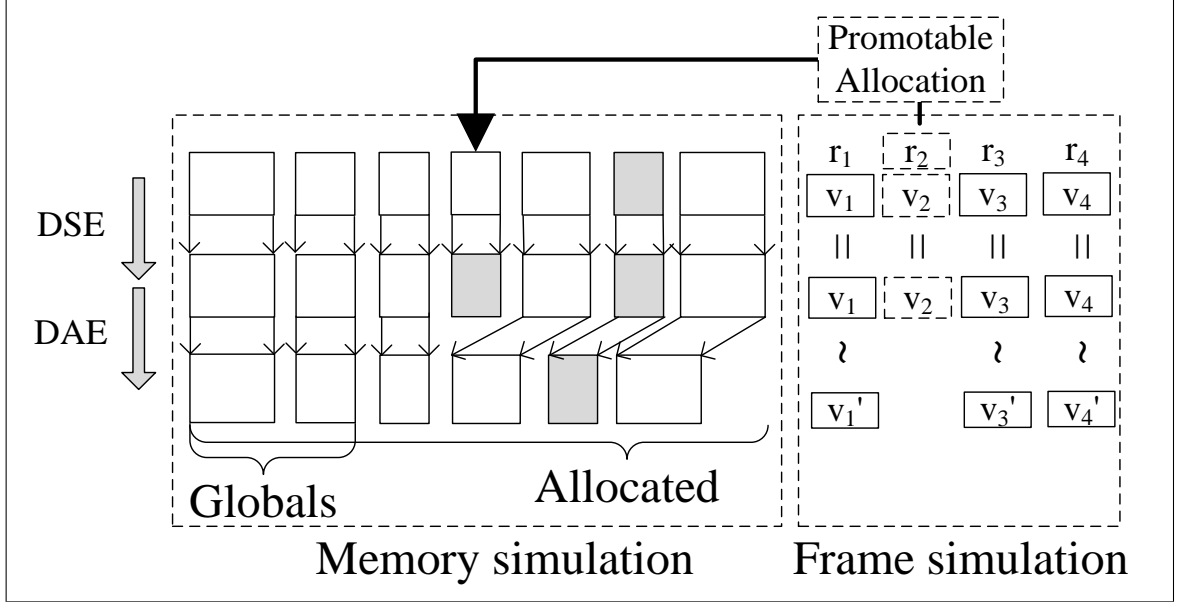 Promotable
Allocation
r₁ r₂ r₃ r₄
v₁ v₂ v₃ v₄
DSE
= = = =
v₁ v₂ v₃ v₄
DAE
~ ~ ~
v₁' v₃' v₄'
Globals
Allocated
Memory simulation
Frame simulation